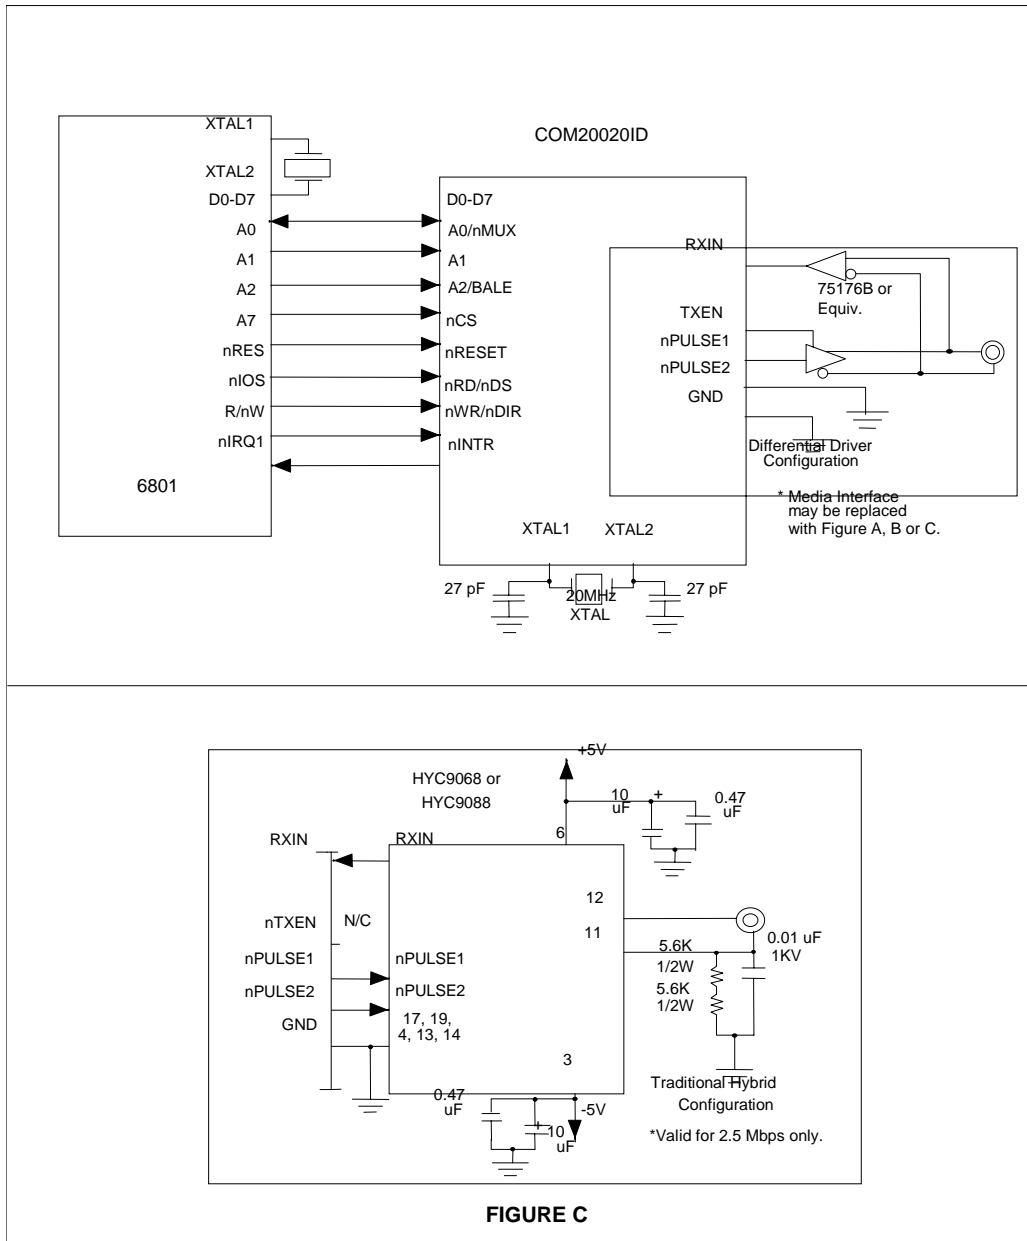 COM20020ID
XTAL1
XTAL2
D0-D7
A0
A1
A2
A7
nRES
nIOS
R/nW
nIRQ1
6801
D0-D7
A0/nMUX
A1
A2/BALE
nCS
nRESET
nRD/nDS
nWR/nDIR
nINTR
RXIN
TXEN
nPULSE1
nPULSE2
GND
75176B or
Equiv.
Differential Driver
Configuration
* Media Interface
may be replaced
with Figure A, B or C.
XTAL1
XTAL2
27 pF
20MHz
XTAL
27 pF
+5V
HYC9068 or
HYC9088
10
uF
+
0.47
uF
6
RXIN
RXIN
nTXEN
N/C
nPULSE1
nPULSE1
nPULSE2
nPULSE2
GND
17, 19,
4, 13, 14
12
11
3
5.6K
1/2W
5.6K
1/2W
0.01 uF
1KV
0.47
uF
+
10
uF
-5V
Traditional Hybrid
Configuration
*Valid for 2.5 Mbps only.
FIGURE C